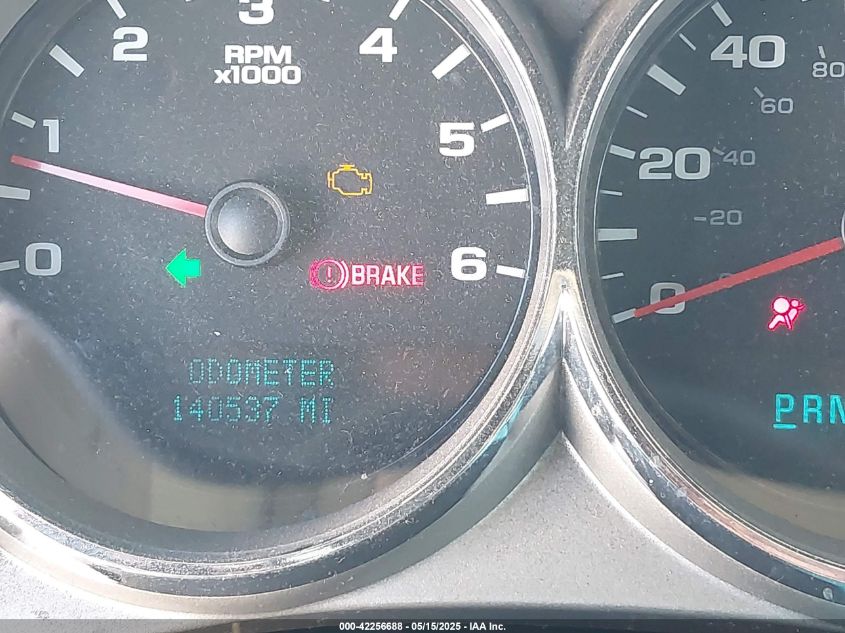 1 2 3 4 5 6
0
RPM
x1000
BRAKE
ODOMETER
140537 MI
0 20 40
20 40 60 80
PRN
000-42256688 - 05/15/2025 - IAA Inc.